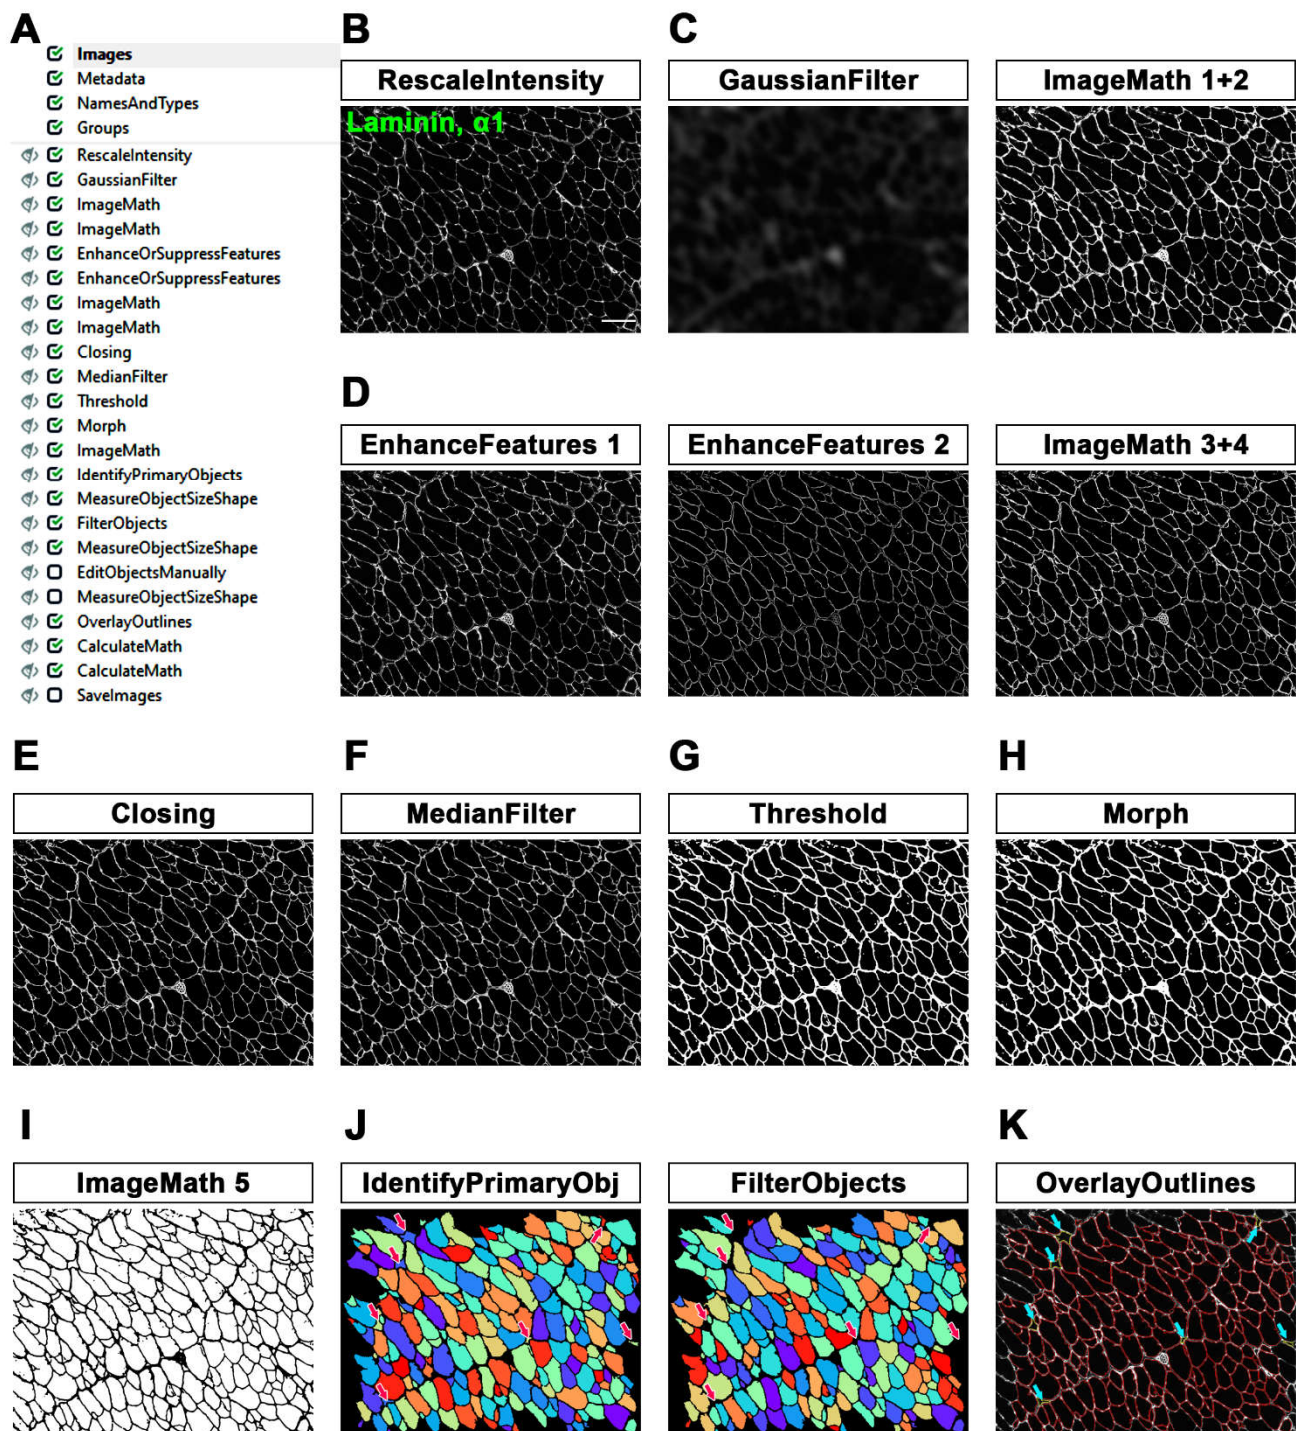 A
Images
Metadata
NamesAndTypes
Groups
RescaleIntensity
GaussianFilter
ImageMath
ImageMath
EnhanceOrSuppressFeatures
EnhanceOrSuppressFeatures
ImageMath
ImageMath
Closing
MedianFilter
Threshold
Morph
ImageMath
IdentifyPrimaryObjects
MeasureObjectSizeShape
FilterObjects
MeasureObjectSizeShape
EditObjectsManually
MeasureObjectSizeShape
OverlayOutlines
CalculateMath
CalculateMath
SaveImages
B
RescaleIntensity
Laminin, α1
C
GaussianFilter
ImageMath 1+2
D
EnhanceFeatures 1
EnhanceFeatures 2
ImageMath 3+4
E
Closing
F
MedianFilter
G
Threshold
H
Morph
I
ImageMath 5
J
IdentifyPrimaryObj
FilterObjects
K
OverlayOutlines